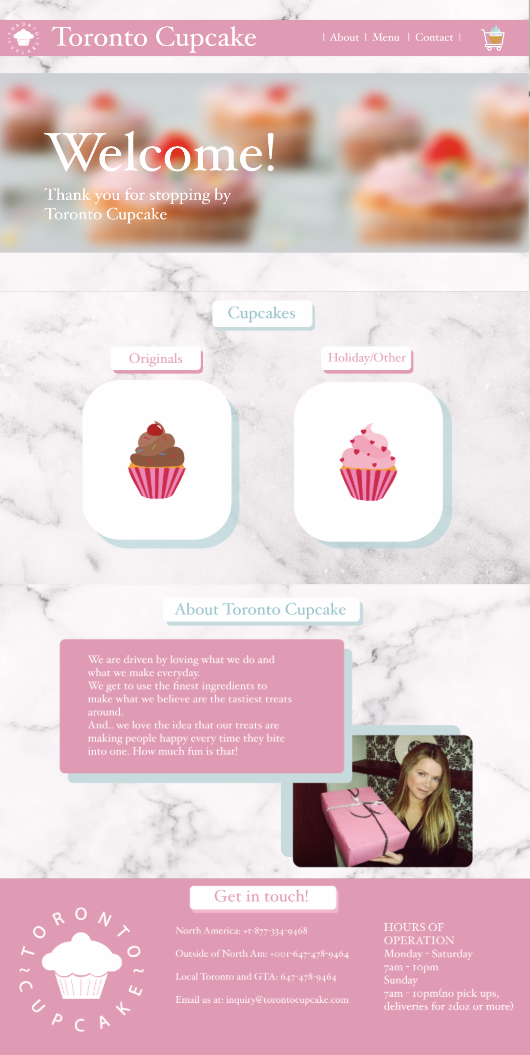 TORONTO CUPCAKE
Toronto Cupcake
| About | Menu | Contact |
Welcome!
Thank you for stopping by
Toronto Cupcake
Cupcakes
Originals
Holiday/Other
About Toronto Cupcake
We are driven by loving what we do and
what we make everyday.
We get to use the finest ingredients to
make what we believe are the tastiest treats
around.
And.. we love the idea that our treats are
making people happy every time they bite
into one. How much fun is that!
Get in touch!
TORONTO
~CUPCAKE~
North America: +1-877-334-9468
Outside of North Am: +001-647-478-9464
Local Toronto and GTA: 647-478-9464
Email us at: inquiry@torontocupcake.com
HOURS OF
OPERATION
Monday - Saturday
7am - 10pm
Sunday
7am - 10pm(no pick ups,
deliveries for 2doz or more)